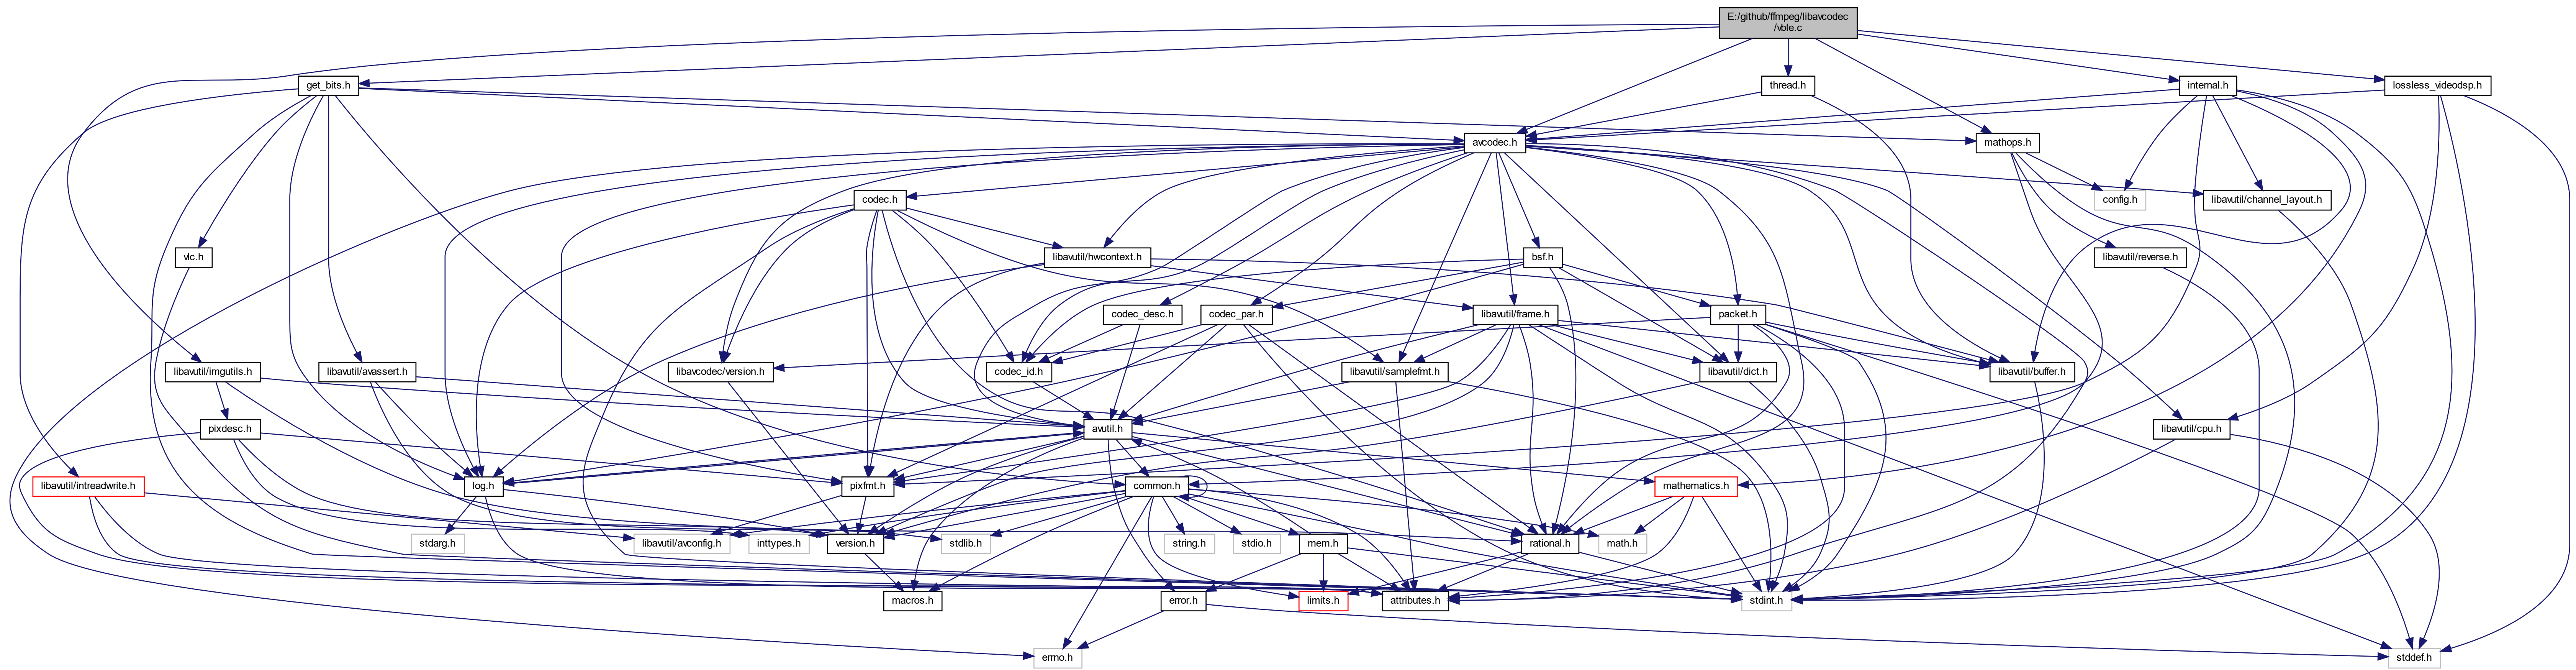 E:/github/ffmpeg/libavcodec
/vble.c
get_bits.h
thread.h
internal.h
lossless_videodsp.h
avcodec.h
mathops.h
codec.h
config.h
libavutil/channel_layout.h
vlc.h
libavutil/hwcontext.h
bsf.h
libavutil/reverse.h
codec_desc.h
codec_par.h
libavutil/frame.h
packet.h
libavutil/imgutils.h
libavutil/avassert.h
libavcodec/version.h
codec_id.h
libavutil/samplefmt.h
libavutil/dict.h
libavutil/buffer.h
pixdesc.h
avutil.h
libavutil/cpu.h
libavutil/intreadwrite.h
log.h
pixfmt.h
common.h
mathematics.h
stdarg.h
libavutil/avconfig.h
inttypes.h
version.h
stdlib.h
string.h
stdio.h
mem.h
rational.h
math.h
macros.h
error.h
limits.h
attributes.h
stdint.h
errno.h
stddef.h